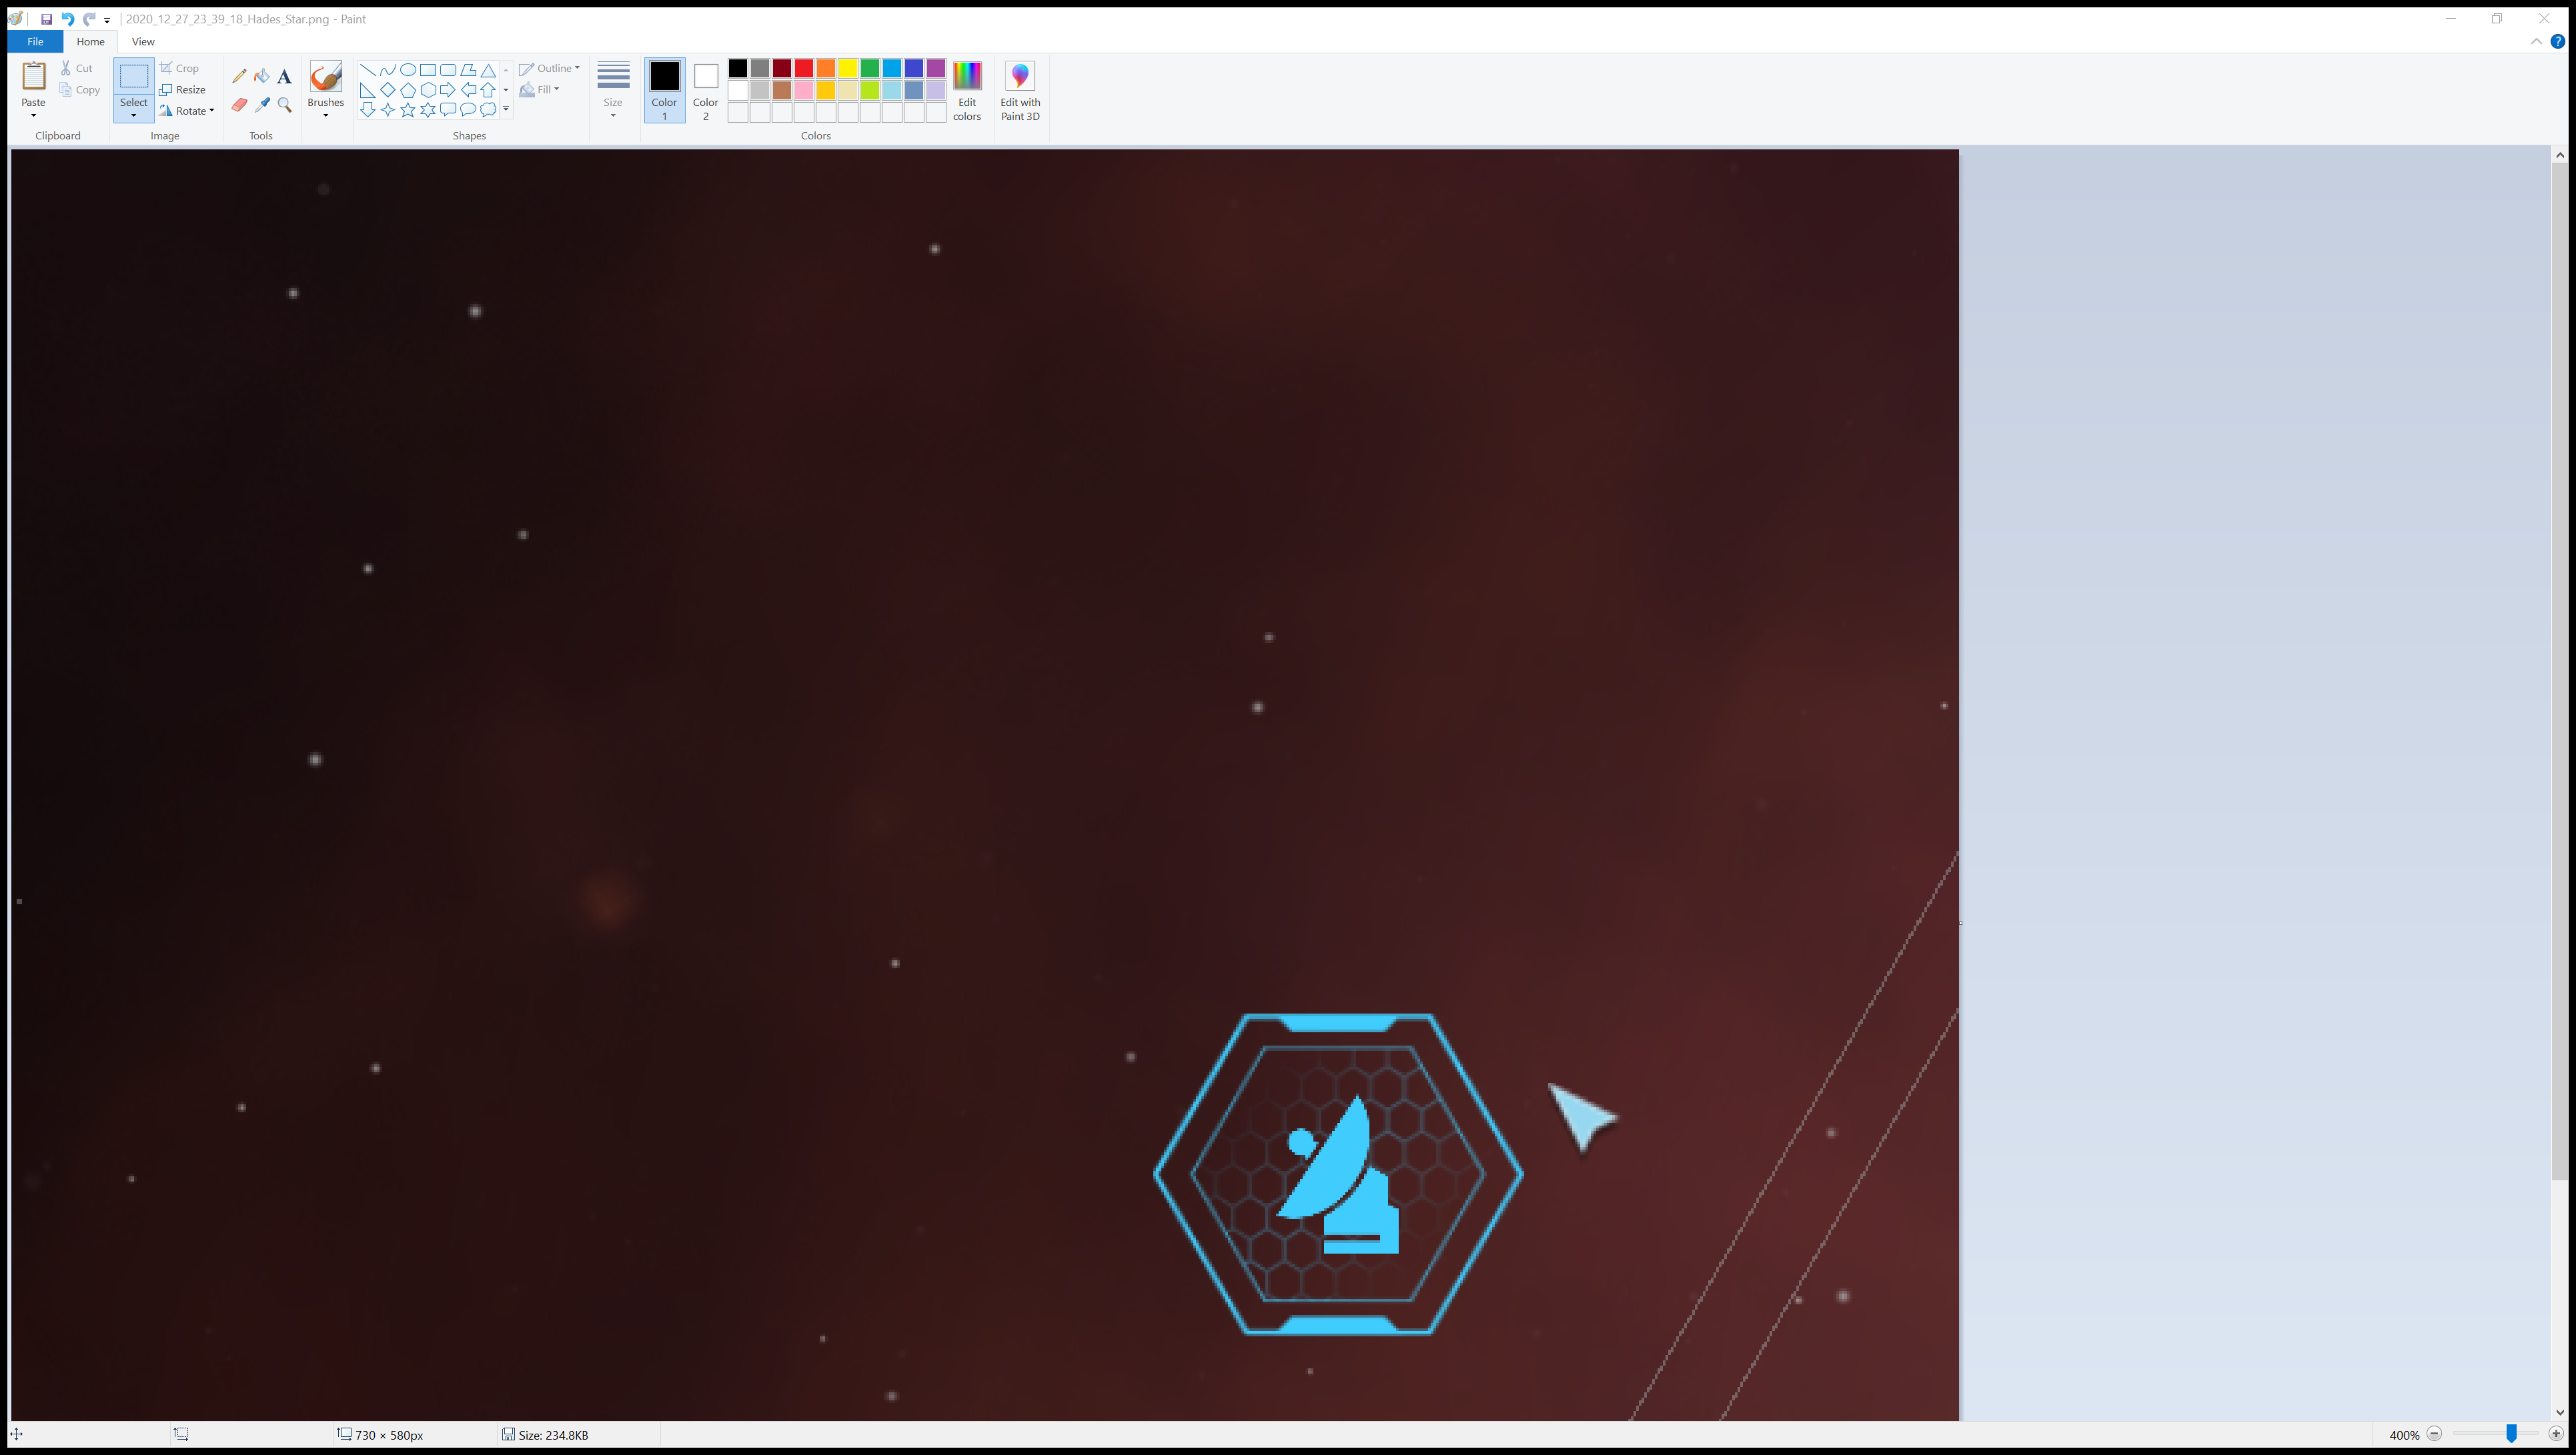 2020_12_27_23_39_18_Hades_Star.png - Paint
File Home View
Paste
Cut
Copy
Clipboard
Select
Crop
Resize
Rotate
Image
A
Tools
Brushes
Outline
Fill
Shapes
Size
Color 1
Color 2
Edit colors
Colors
Edit with Paint 3D
?
730 × 580px
Size: 234.8KB
400%